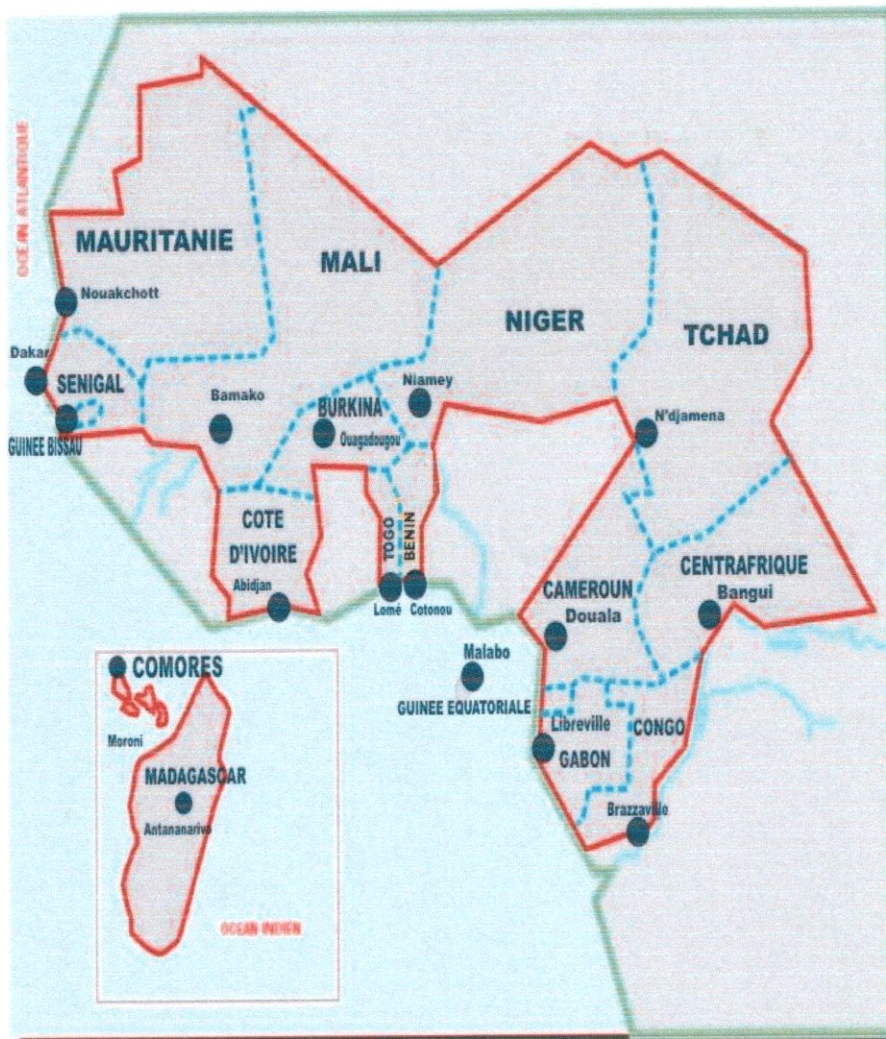 OCEAN ATLANTIQUE
MAURITANIE
MALI
Nouakchott
NIGER
TCHAD
Dakar
SENIGAL
Bamako
BURKINA
Niamey
Ouagadougou
N'djamena
GUINEE BISSAU
COTE
D'IVOIRE
TOGO
BENIN
Abidjan
Lomé
Cotonou
CAMEROUN
Douala
CENTRAFRIQUE
Bangui
Malabo
GUINEE EQUATORIALE
Libreville
GABON
CONGO
Brazzaville
COMORES
Moroni
MADAGASCAR
Antananarivo
OCEAN INDIEN